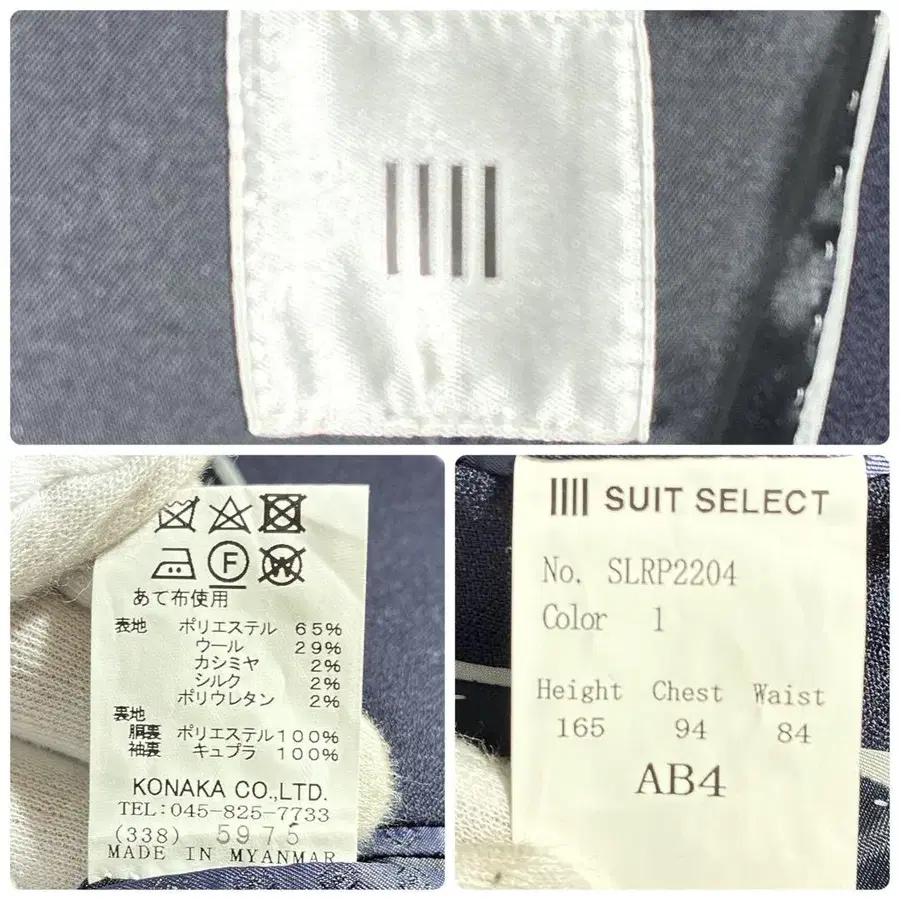 F
W
あて布使用
表地 ポリエステル 65%
ウール 29%
カシミヤ 2%
シルク 2%
ポリウレタン 2%
裏地
胴裏 ポリエステル 100%
袖裏 キュプラ 100%
KONAKA CO.,LTD.
TEL:045-825-7733
(338) 5975
MADE IN MYANMAR
SUIT SELECT
No. SLRP2204
Color 1
Height Chest Waist
165 94 84
AB4